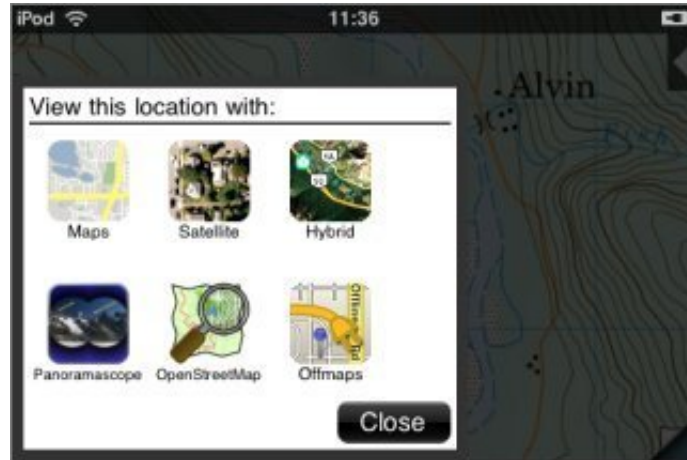 iPod 11:36
Alvin
View this location with:
Maps Satellite Hybrid
Panoramascope OpenStreetMap Offmaps
Close